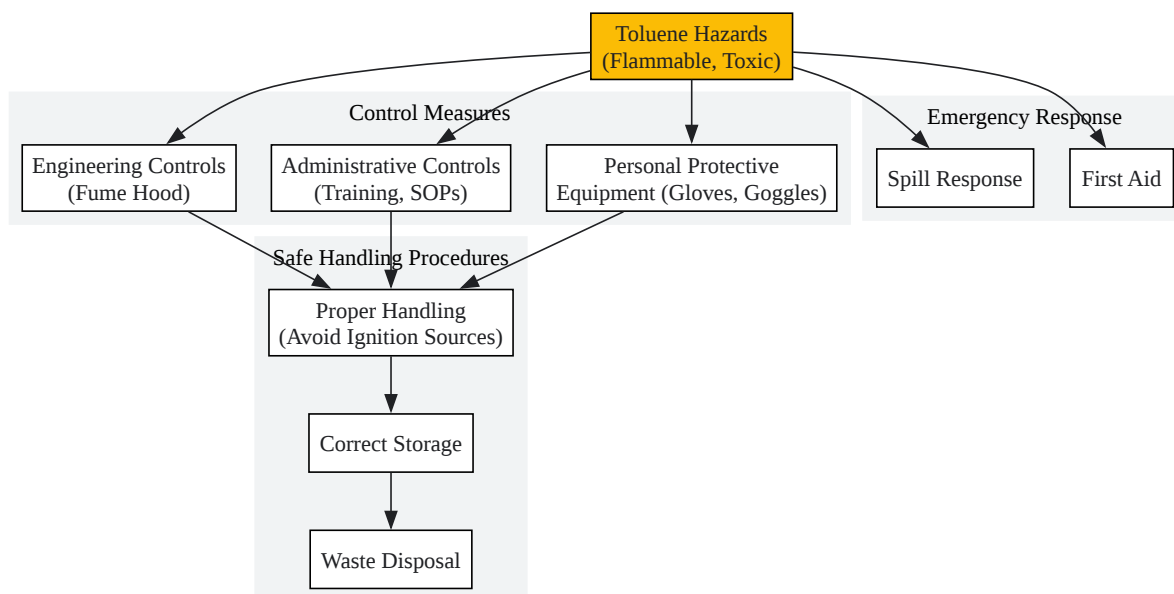 Toluene Hazards
(Flammable, Toxic)
Control Measures
Emergency Response
Engineering Controls
(Fume Hood)
Administrative Controls
(Training, SOPs)
Personal Protective
Equipment (Gloves, Goggles)
Spill Response
First Aid
Safe Handling Procedures
Proper Handling
(Avoid Ignition Sources)
Correct Storage
Waste Disposal